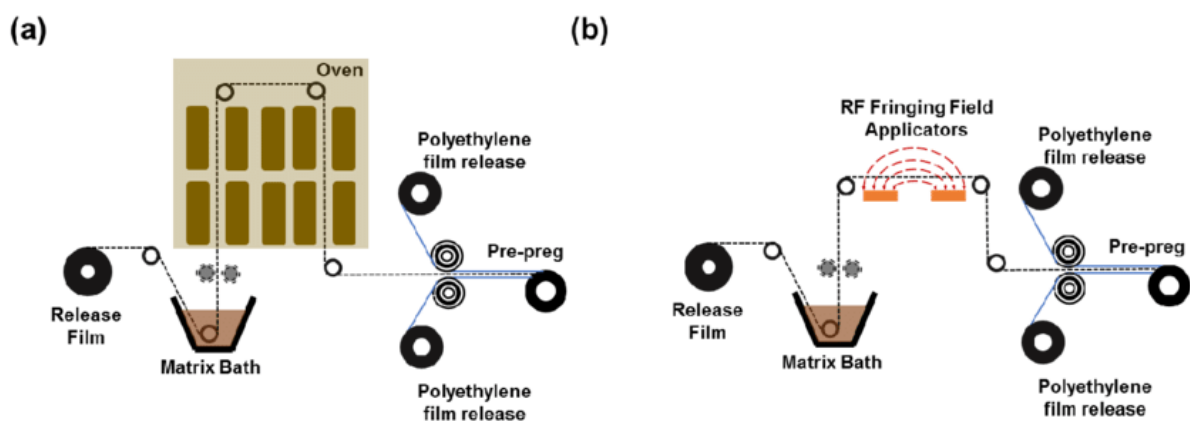 (a)
Oven
Polyethylene
film release
Pre-preg
Release
Film
Matrix Bath
Polyethylene
film release
(b)
RF Fringing Field
Applicators
Polyethylene
film release
Pre-preg
Release
Film
Matrix Bath
Polyethylene
film release